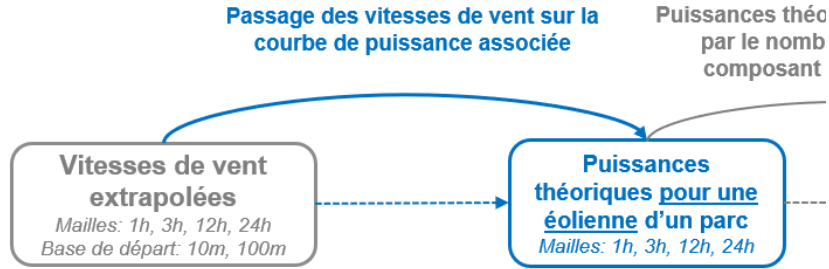 Passage des vitesses de vent sur la
courbe de puissance associée
Puissances
par le
composant
Vitesses de vent
extrapolées
Mailles: 1h, 3h, 12h, 24h
Base de départ: 10m, 100m
Puissances
théoriques pour une
éolienne d'un parc
Mailles: 1h, 3h, 12h, 24h